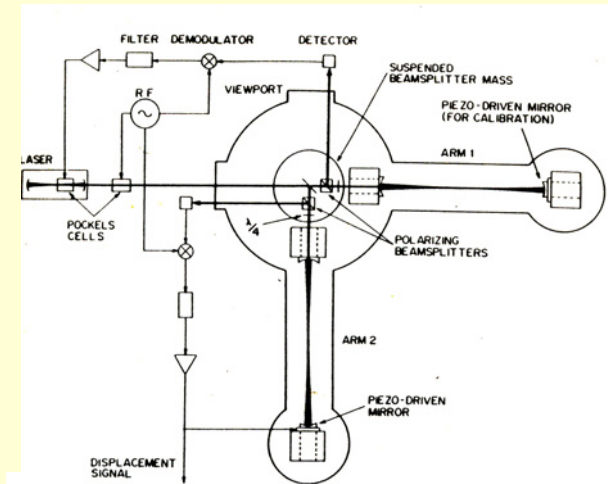 FILTER DEMODULATOR
DETECTOR
SUSPENDED
BEAMSPLITTER MASS
VIEWPORT
PIEZO-DRIVEN MIRROR
(FOR CALIBRATION)
RF
ARM 1
LASER
POCKELS
CELLS
λ/4
POLARIZING
BEAMSPLITTERS
ARM 2
PIEZO-DRIVEN
MIRROR
DISPLACEMENT
SIGNAL